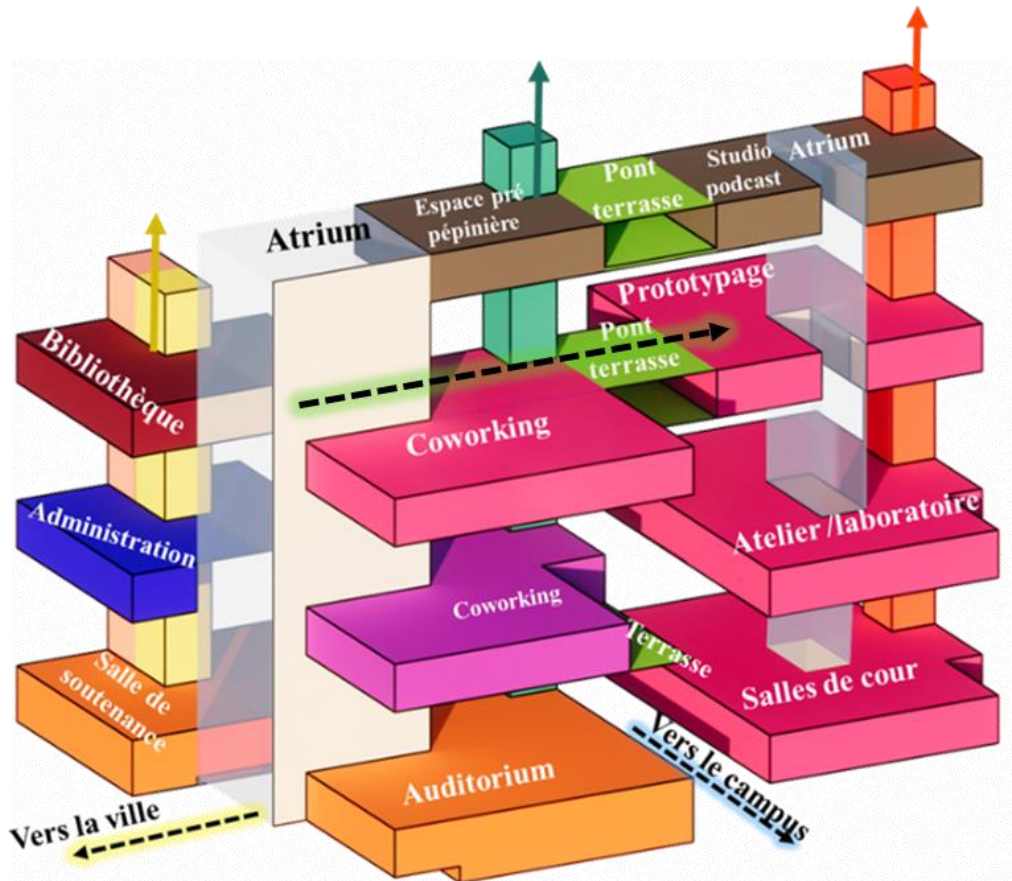 Atrium
Studio
podcast
Pont
terrasse
Espace pré
pépinière
Atrium
Prototypage
Pont
terrasse
Bibliothèque
Coworking
Administration
Atelier /laboratoire
Coworking
Terrasse
Salle de
soutenance
Salles de cour
Auditorium
Vers le campus
Vers la ville